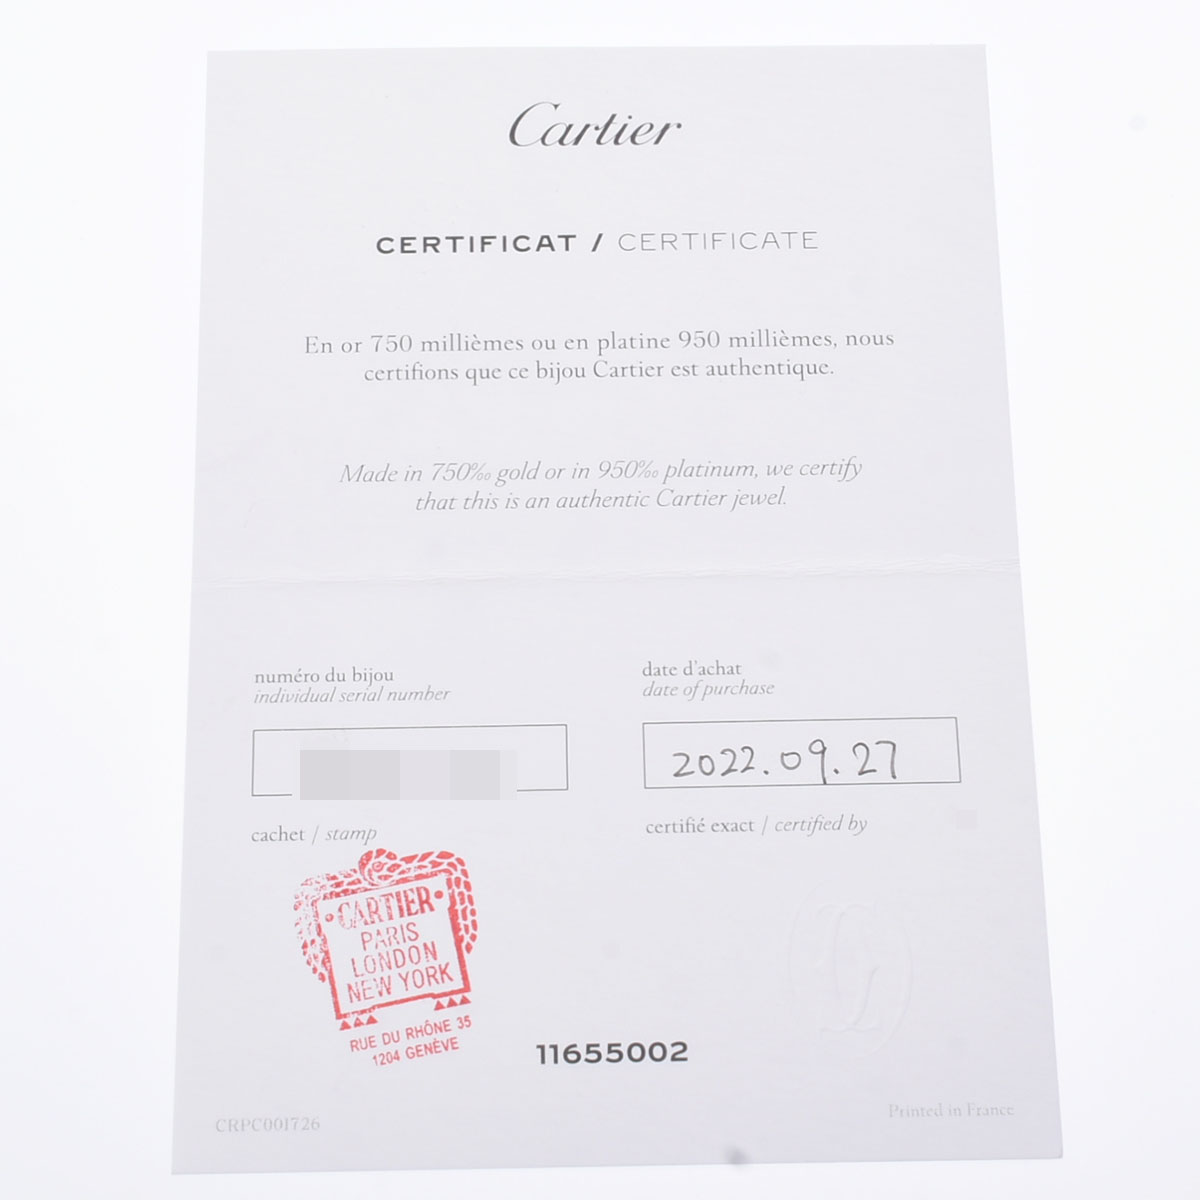 Cartier
CERTIFICAT / CERTIFICATE
En or 750 millièmes ou en platine 950 millièmes, nous
certifions que ce bijou Cartier est authentique.
Made in 750‰ gold or in 950‰ platinum, we certify
that this is an authentic Cartier jewel.
numéro du bijou
individual serial number
date d'achat
date of purchase
2022.09.27
cachet / stamp
certifié exact / certified by
•CARTIER•
PARIS
LONDON
NEW YORK
RUE DU RHÔNE 35
1204 GENÈVE
11655002
CRPC001726
Printed in France